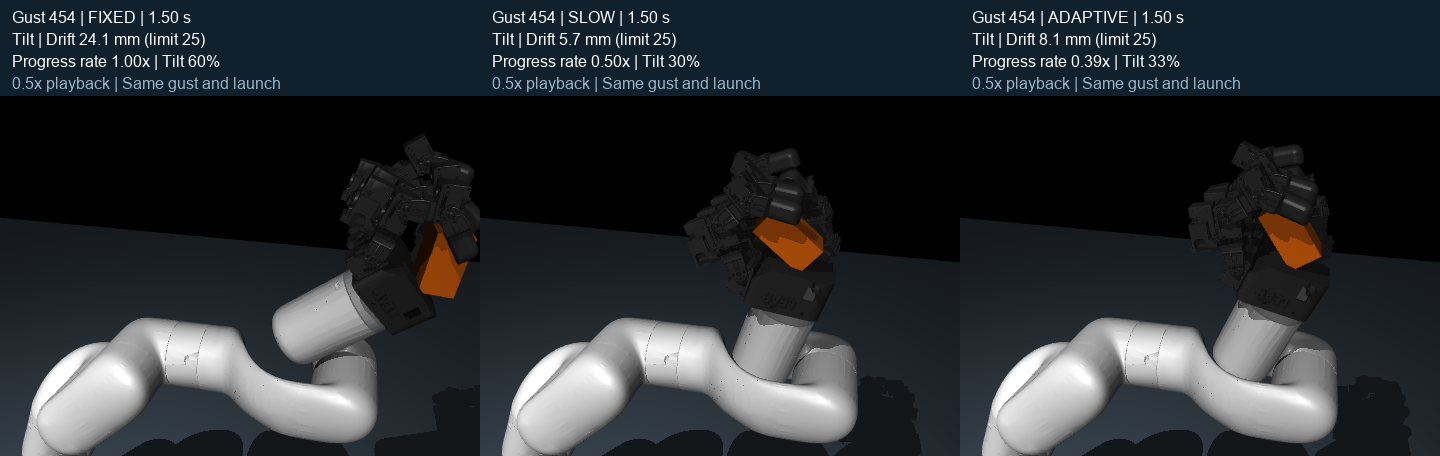 Gust 454 | FIXED | 1.50 s
Tilt | Drift 24.1 mm (limit 25)
Progress rate 1.00x | Tilt 60%
0.5x playback | Same gust and launch
Gust 454 | SLOW | 1.50 s
Tilt | Drift 5.7 mm (limit 25)
Progress rate 0.50x | Tilt 30%
0.5x playback | Same gust and launch
Gust 454 | ADAPTIVE | 1.50 s
Tilt | Drift 8.1 mm (limit 25)
Progress rate 0.39x | Tilt 33%
0.5x playback | Same gust and launch